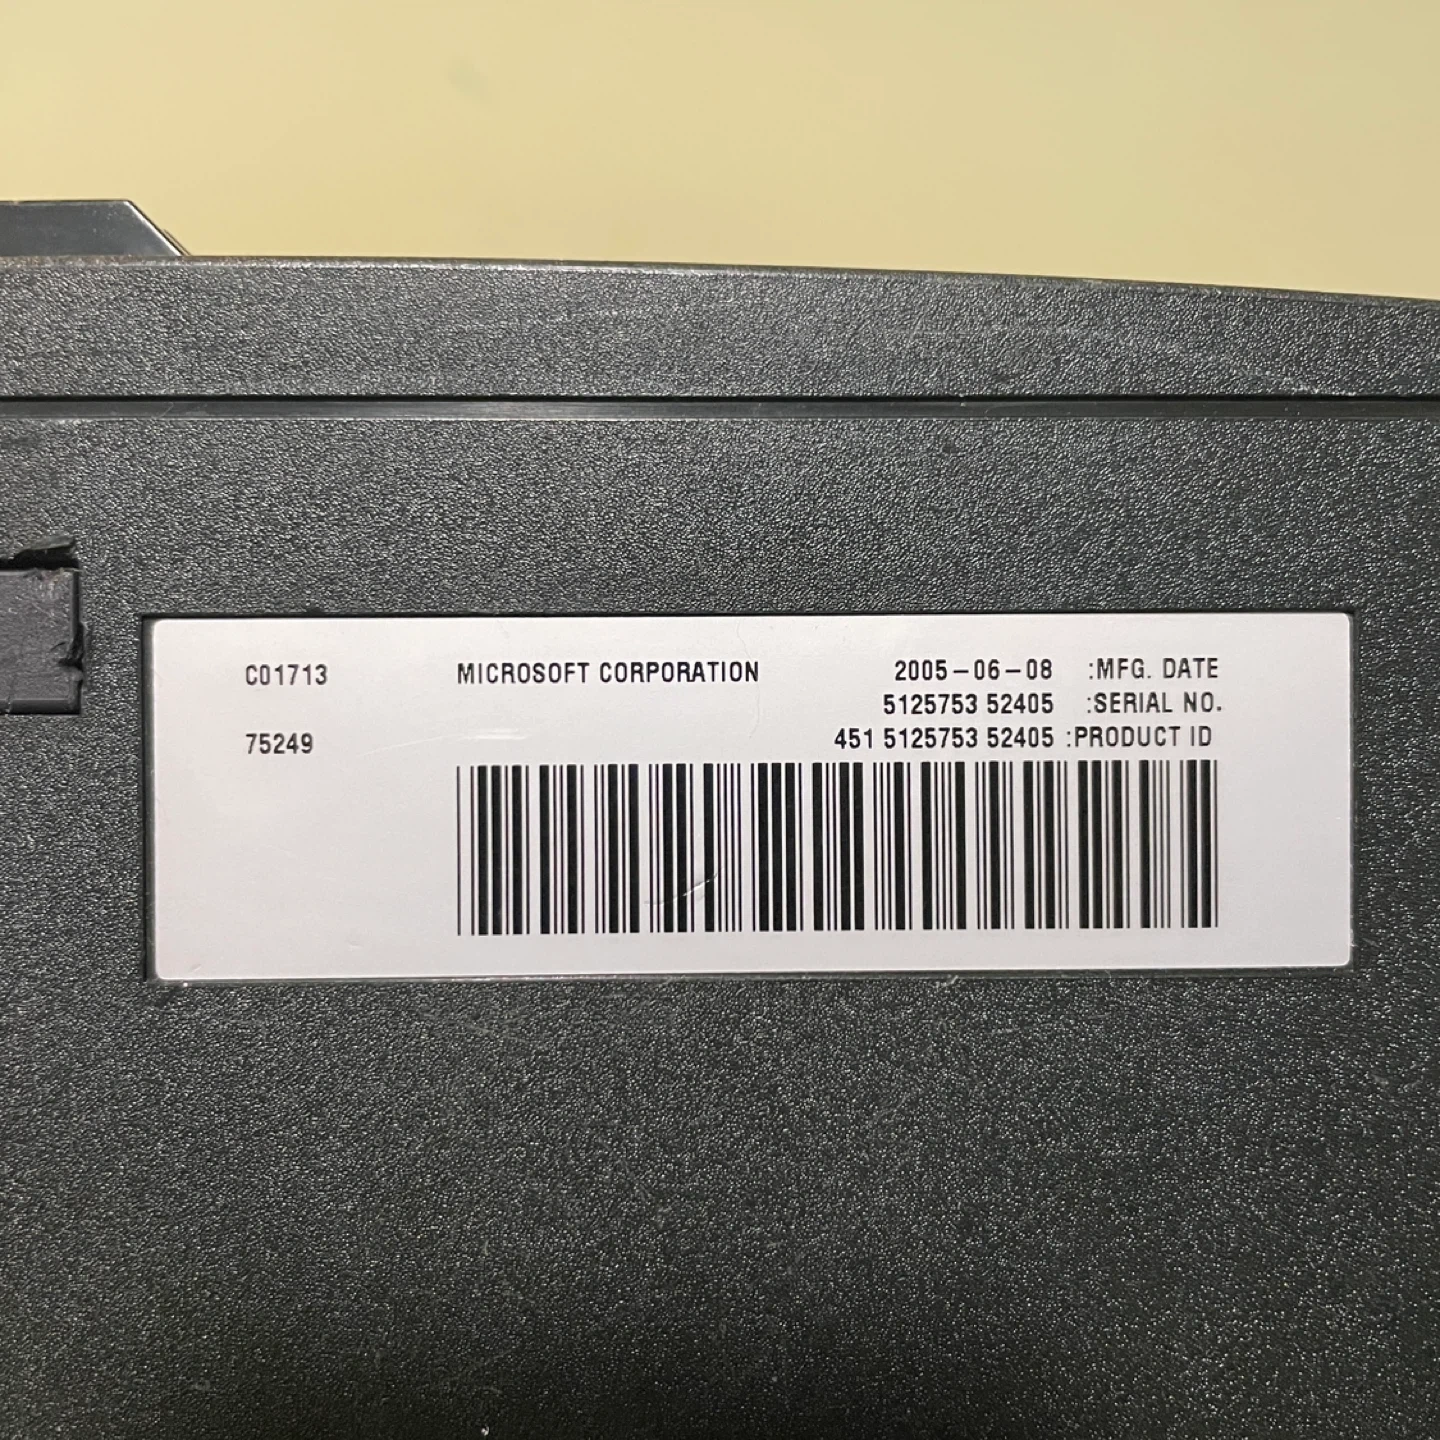 C01713 MICROSOFT CORPORATION 2005-06-08 :MFG. DATE
5125753 52405 :SERIAL NO.
75249 451 5125753 52405 :PRODUCT ID